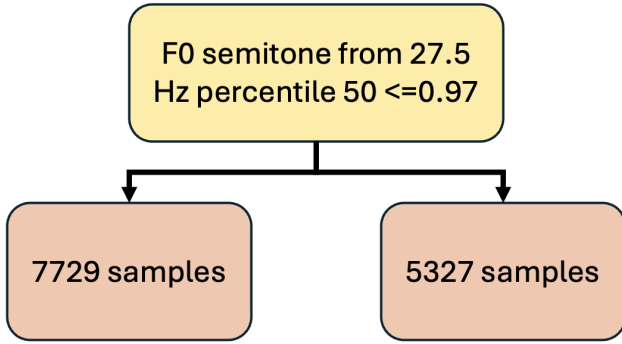 F0 semitone from 27.5
Hz percentile 50 <=0.97
7729 samples
5327 samples